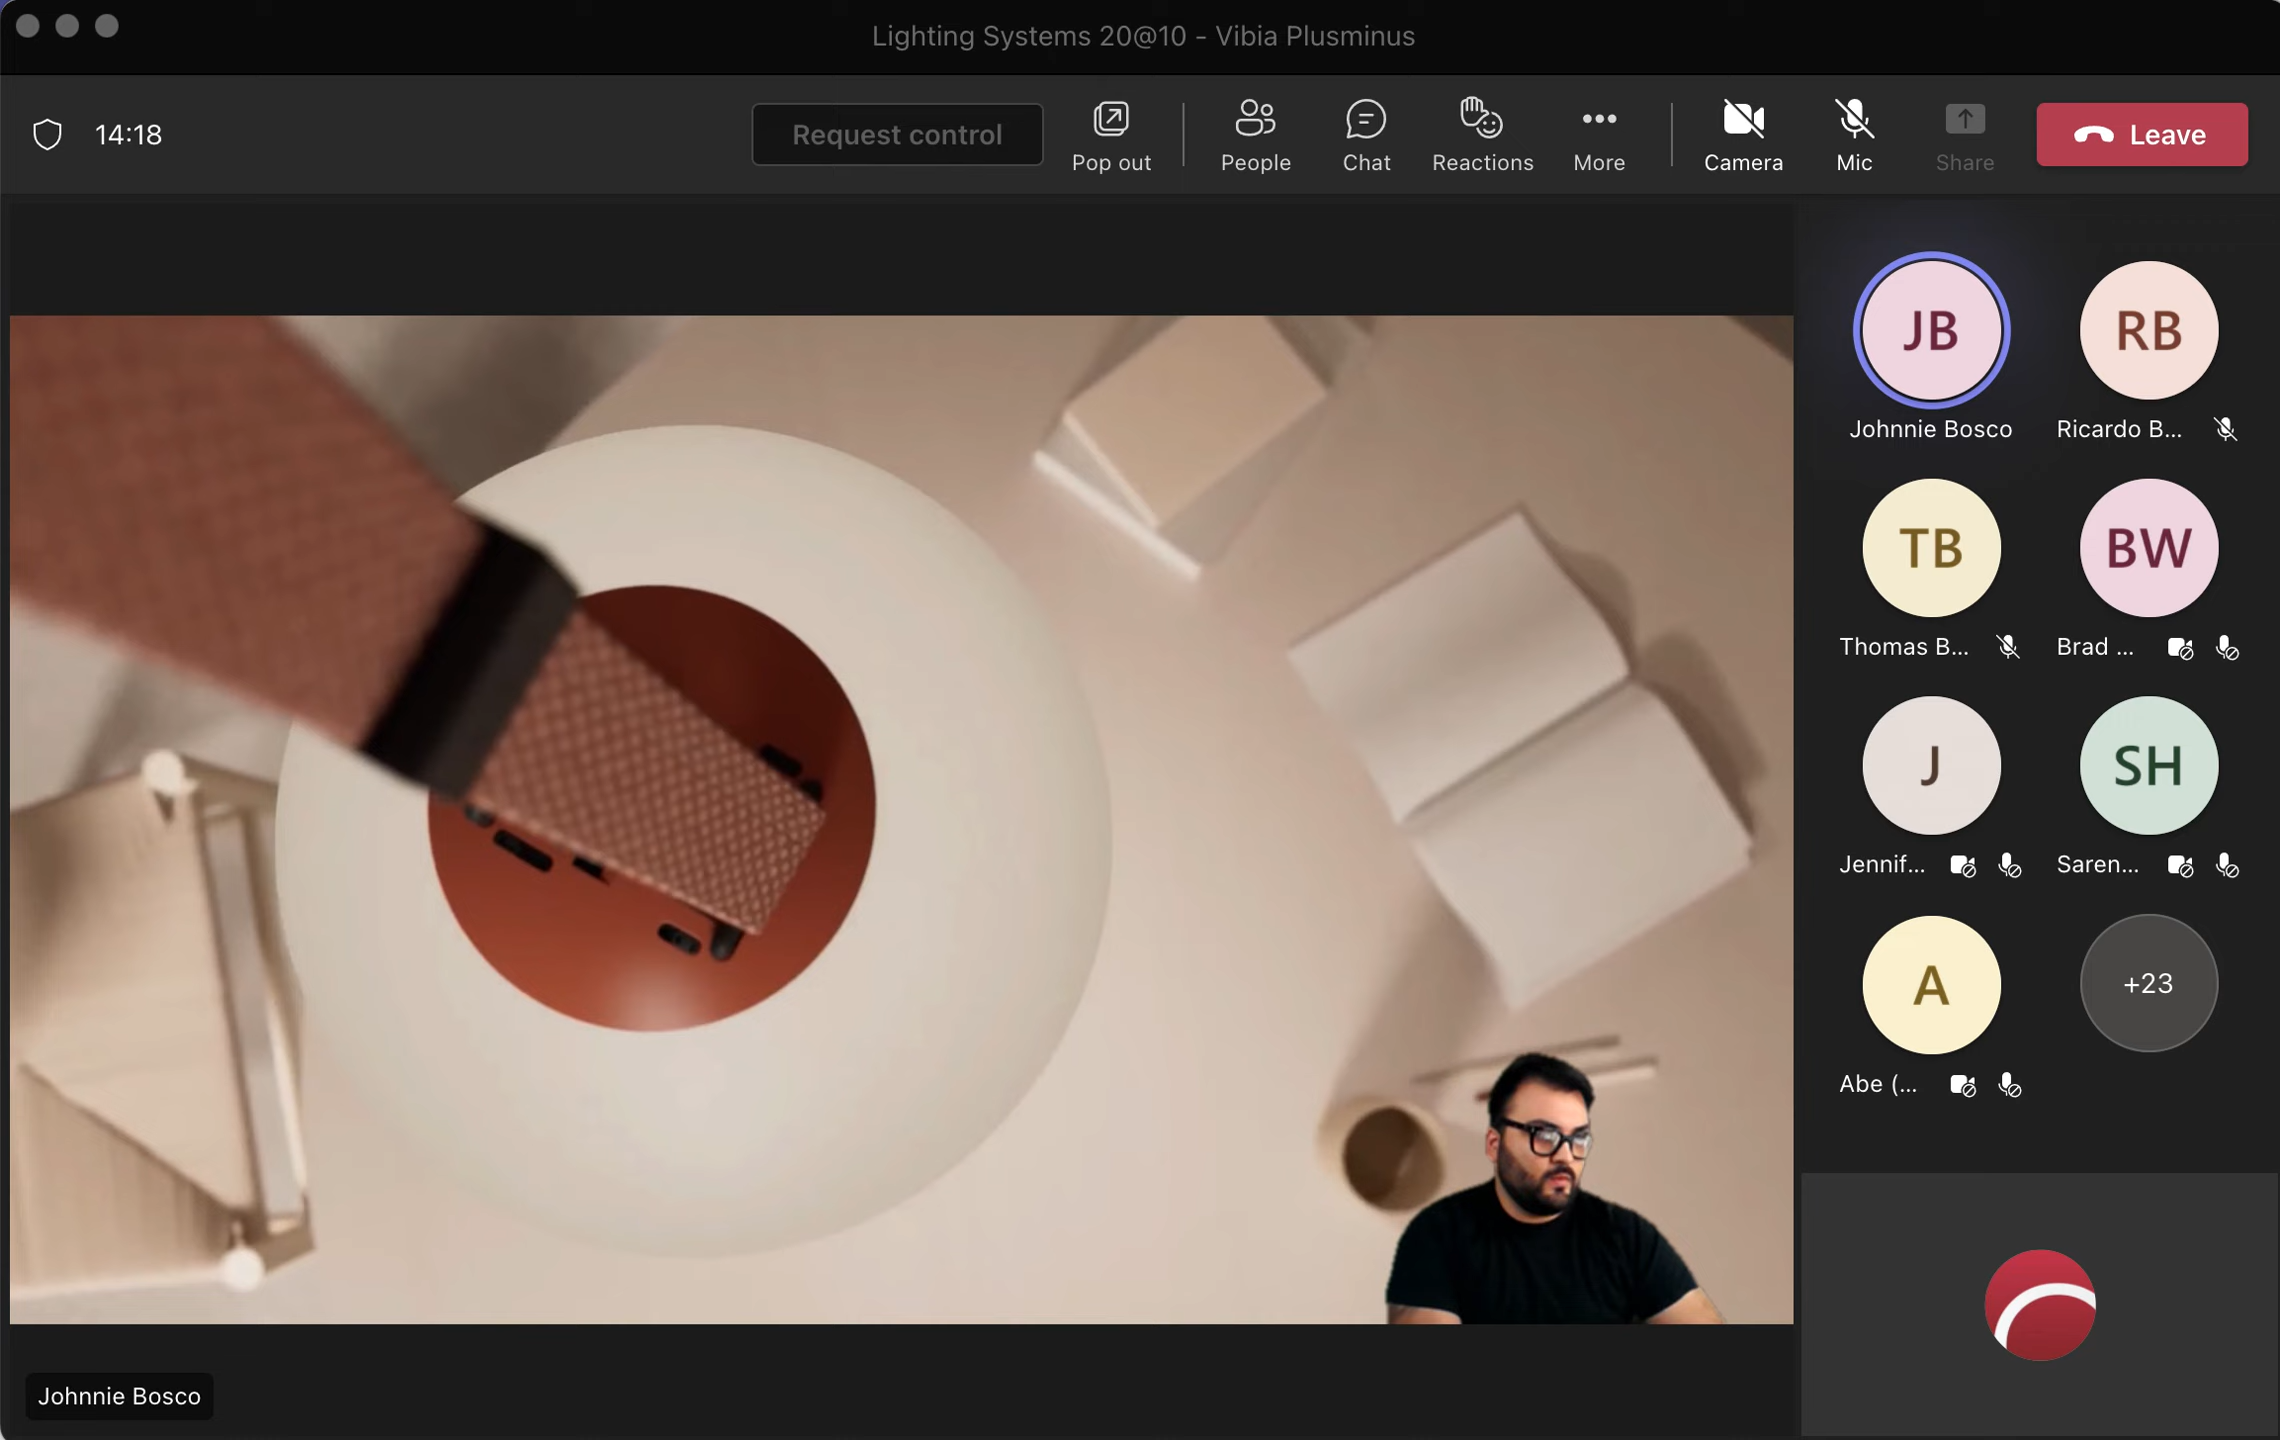 Lighting Systems 20@10 - Vibia Plusminus
14:18
Request control
Pop out
People
Chat
Reactions
More
Camera
Mic
Share
Leave
JB
RB
Johnnie Bosco
Ricardo B...
TB
BW
Thomas B...
Brad ...
J
SH
Jennif...
Saren...
A
+23
Abe (...
Johnnie Bosco